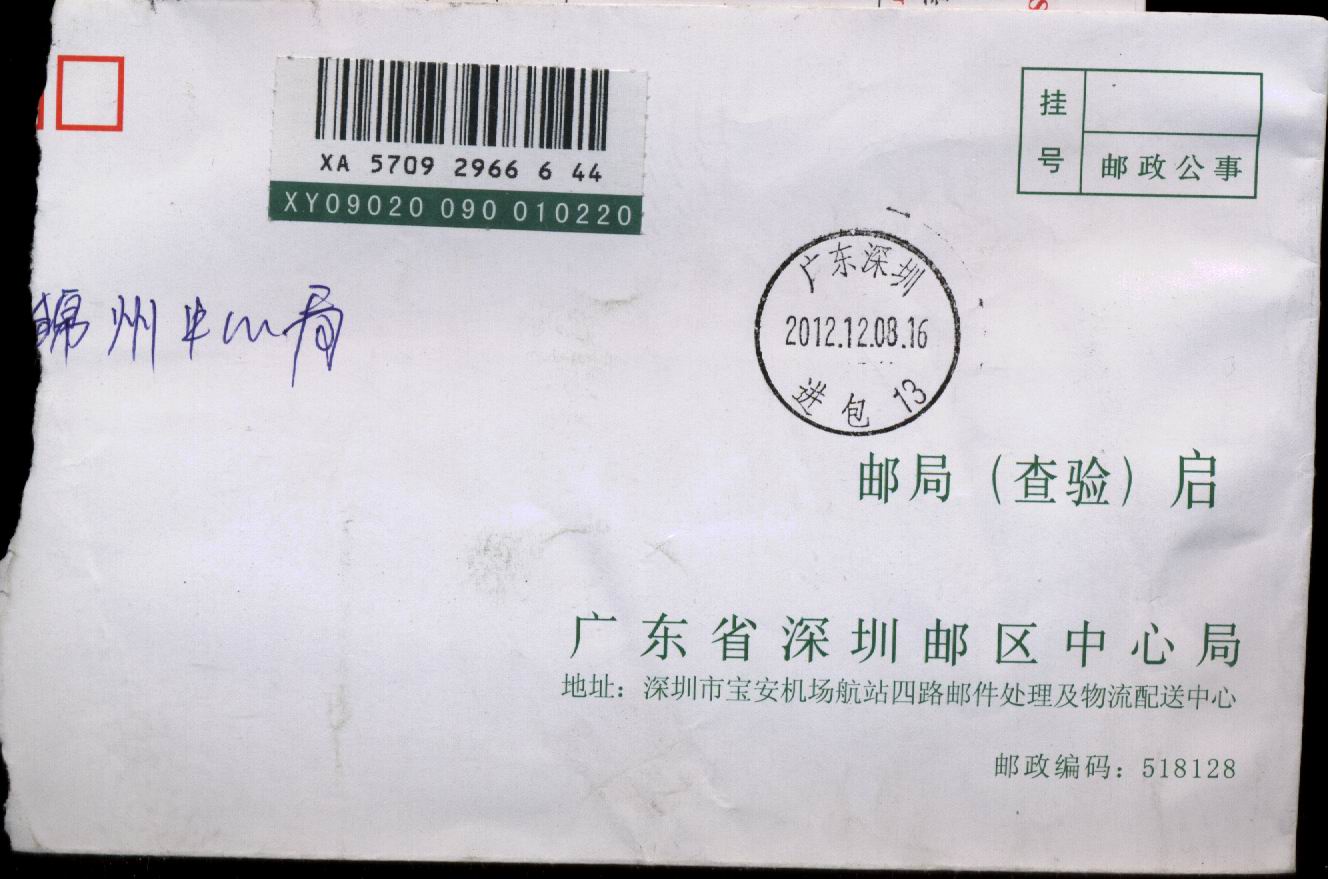 XA 5709 2966 6 44
XY09020 090 010220
挂号
邮政公事
锦州中心局
广东深圳
2012.12.08.16
进包 13
邮局（查验）启
广东省深圳邮区中心局
地址：深圳市宝安机场航站四路邮件处理及物流配送中心
邮政编码：518128